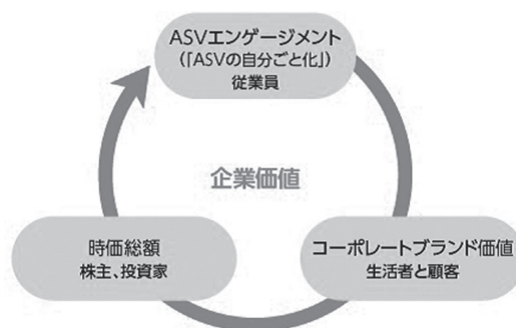 ASVエンゲージメント
(「ASVの自分ごと化」)
従業員
企業価値
時価総額
株主、投資家
コーポレートブランド価値
生活者と顧客